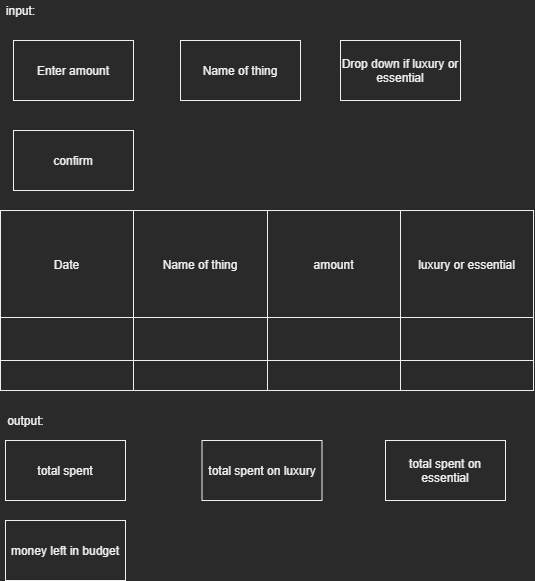 input:
Enter amount
Name of thing
Drop down if luxury or
essential
confirm
Date
Name of thing
amount
luxury or essential
output:
total spent
total spent on luxury
total spent on
essential
money left in budget